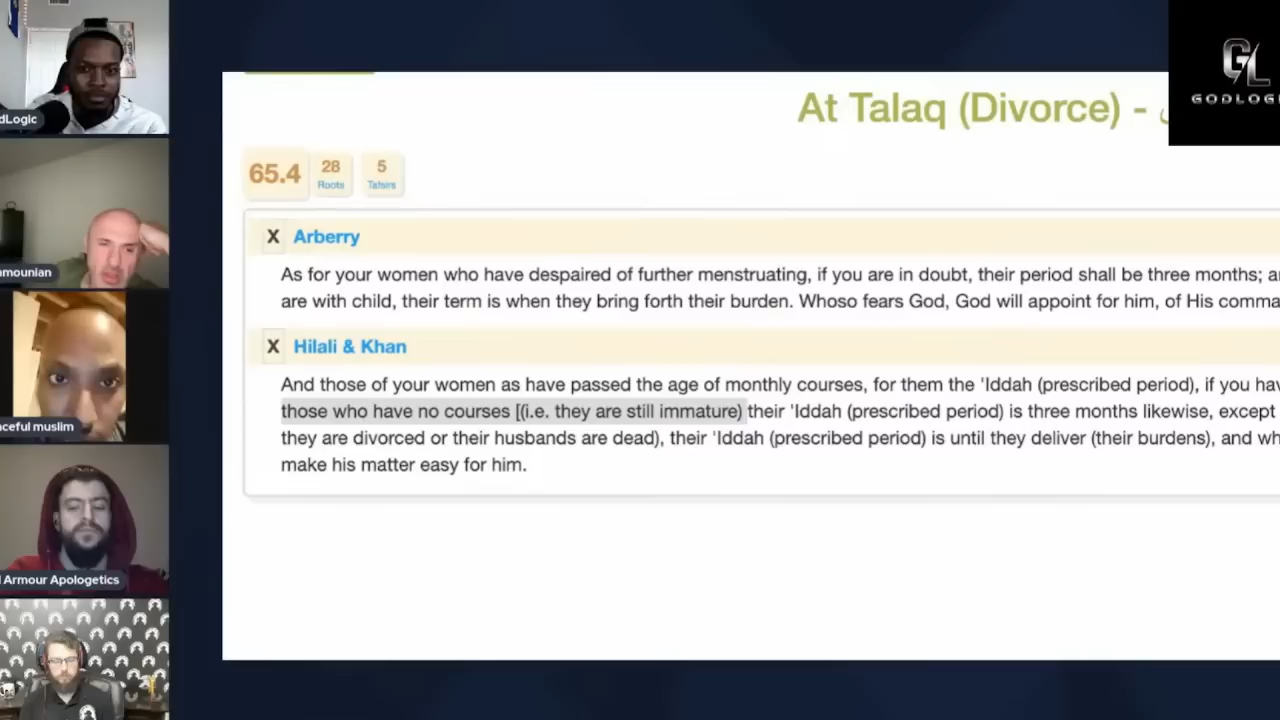 dLogic
amounian
aceful muslim
Armour Apologetics
GL
GODLOGI
At Talaq (Divorce) -
65.4
28
Roots
5
Tafsirs
X Arberry
As for your women who have despaired of further menstruating, if you are in doubt, their period shall be three months; a
are with child, their term is when they bring forth their burden. Whoso fears God, God will appoint for him, of His comma
X Hilali & Khan
And those of your women as have passed the age of monthly courses, for them the 'Iddah (prescribed period), if you hav
those who have no courses [(i.e. they are still immature) their 'Iddah (prescribed period) is three months likewise, except
they are divorced or their husbands are dead), their 'Iddah (prescribed period) is until they deliver (their burdens), and wh
make his matter easy for him.